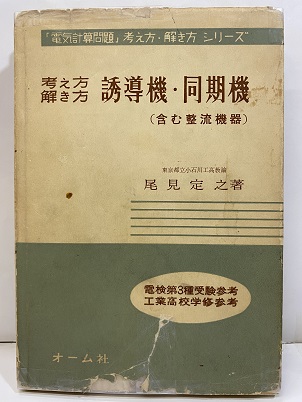 「電気計算問題」考え方・解き方 シリーズ
考え方
解き方 誘導機・同期機
(含む整流機器)
東京都立小石川工高教諭
尾見定之著
電検第3種受験参考
工業高校学修参考
オーム社